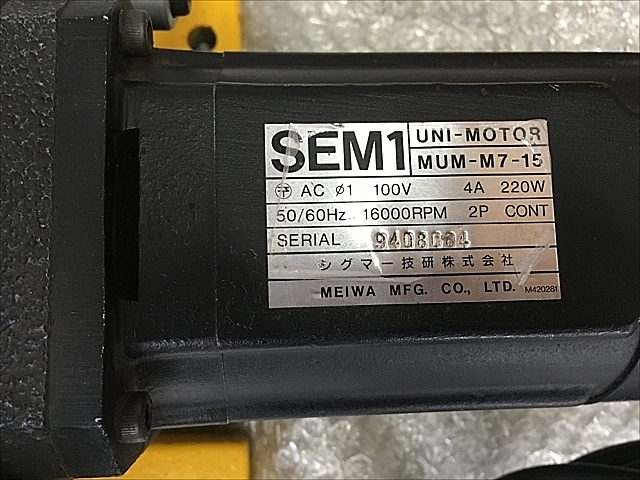 SEM1 UNI-MOTOR
MUM-M7-15
AC ø1 100V 4A 220W
50/60Hz 16000RPM 2P CONT
SERIAL
シグマー技研株式会社
MEIWA MFG. CO., LTD. M420281